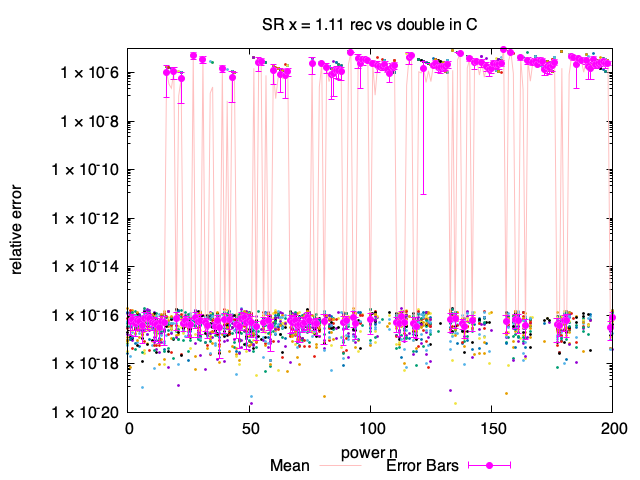 SR x = 1.11 rec vs double in C
relative error
1 × 10⁻⁶
1 × 10⁻⁸
1 × 10⁻¹⁰
1 × 10⁻¹²
1 × 10⁻¹⁴
1 × 10⁻¹⁶
1 × 10⁻¹⁸
1 × 10⁻²⁰
0 50 100 150 200
power n
Mean Error Bars